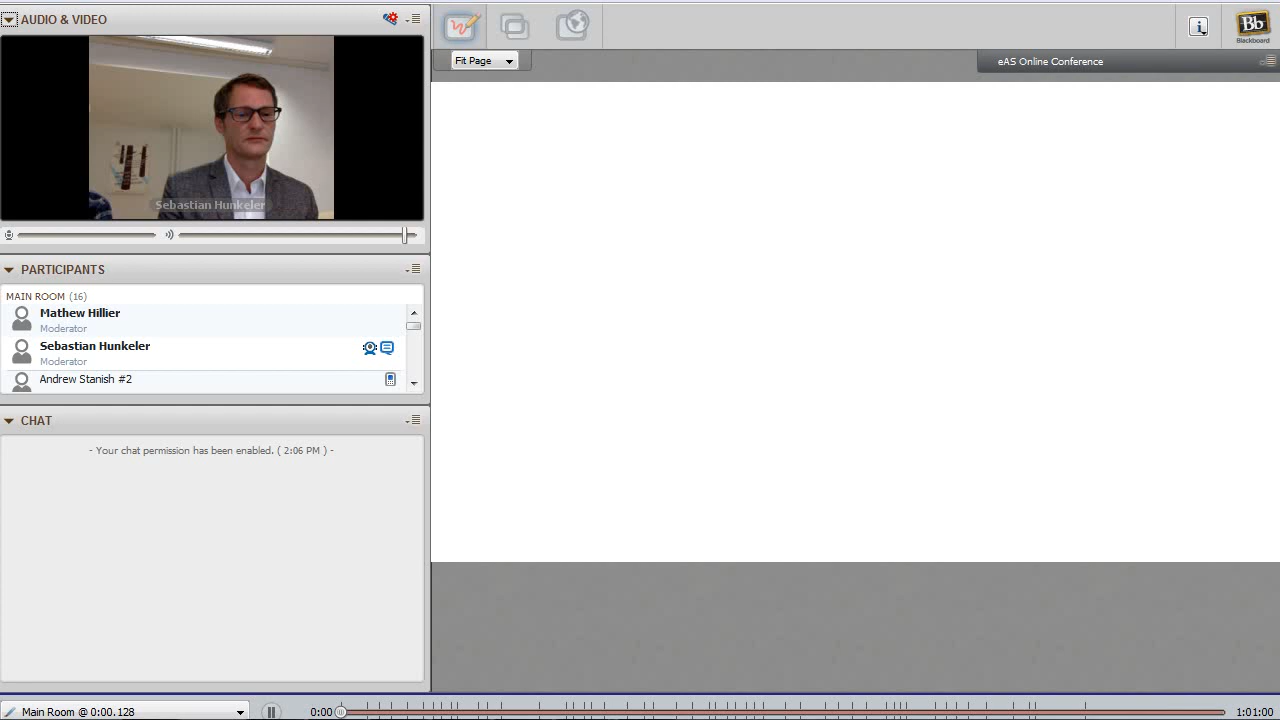 AUDIO & VIDEO
Sebastian Hunkeler
PARTICIPANTS
MAIN ROOM (16)
Mathew Hillier
Moderator
Sebastian Hunkeler
Moderator
Andrew Stanish #2
CHAT
- Your chat permission has been enabled. ( 2:06 PM ) -
Main Room @ 0:00.128
0:00
1:01:00
Fit Page
eAS Online Conference
i
Bb
Blackboard